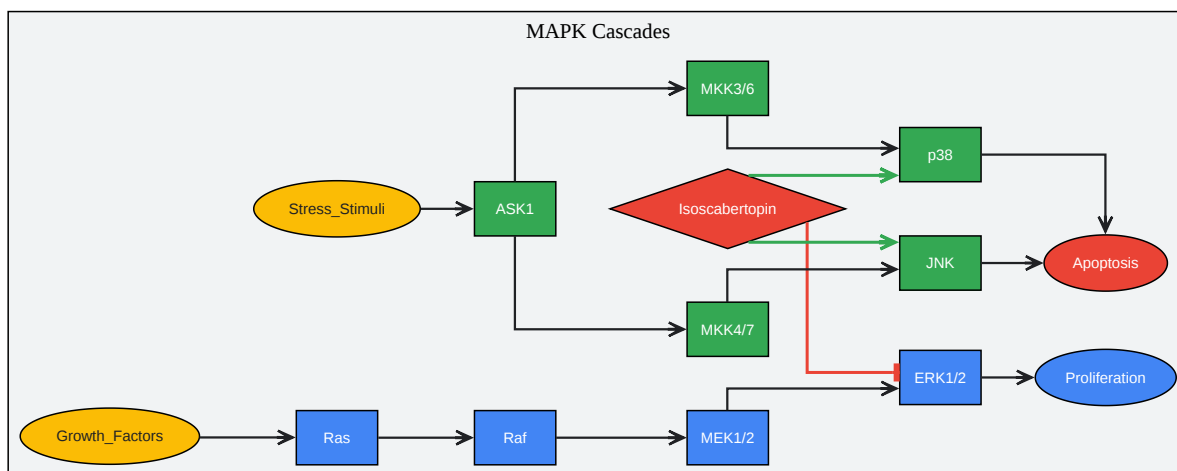 MAPK Cascades
MKK3/6
p38
Stress_Stimuli
ASK1
Isoscabertopin
JNK
Apoptosis
MKK4/7
ERK1/2
Proliferation
Growth_Factors
Ras
Raf
MEK1/2